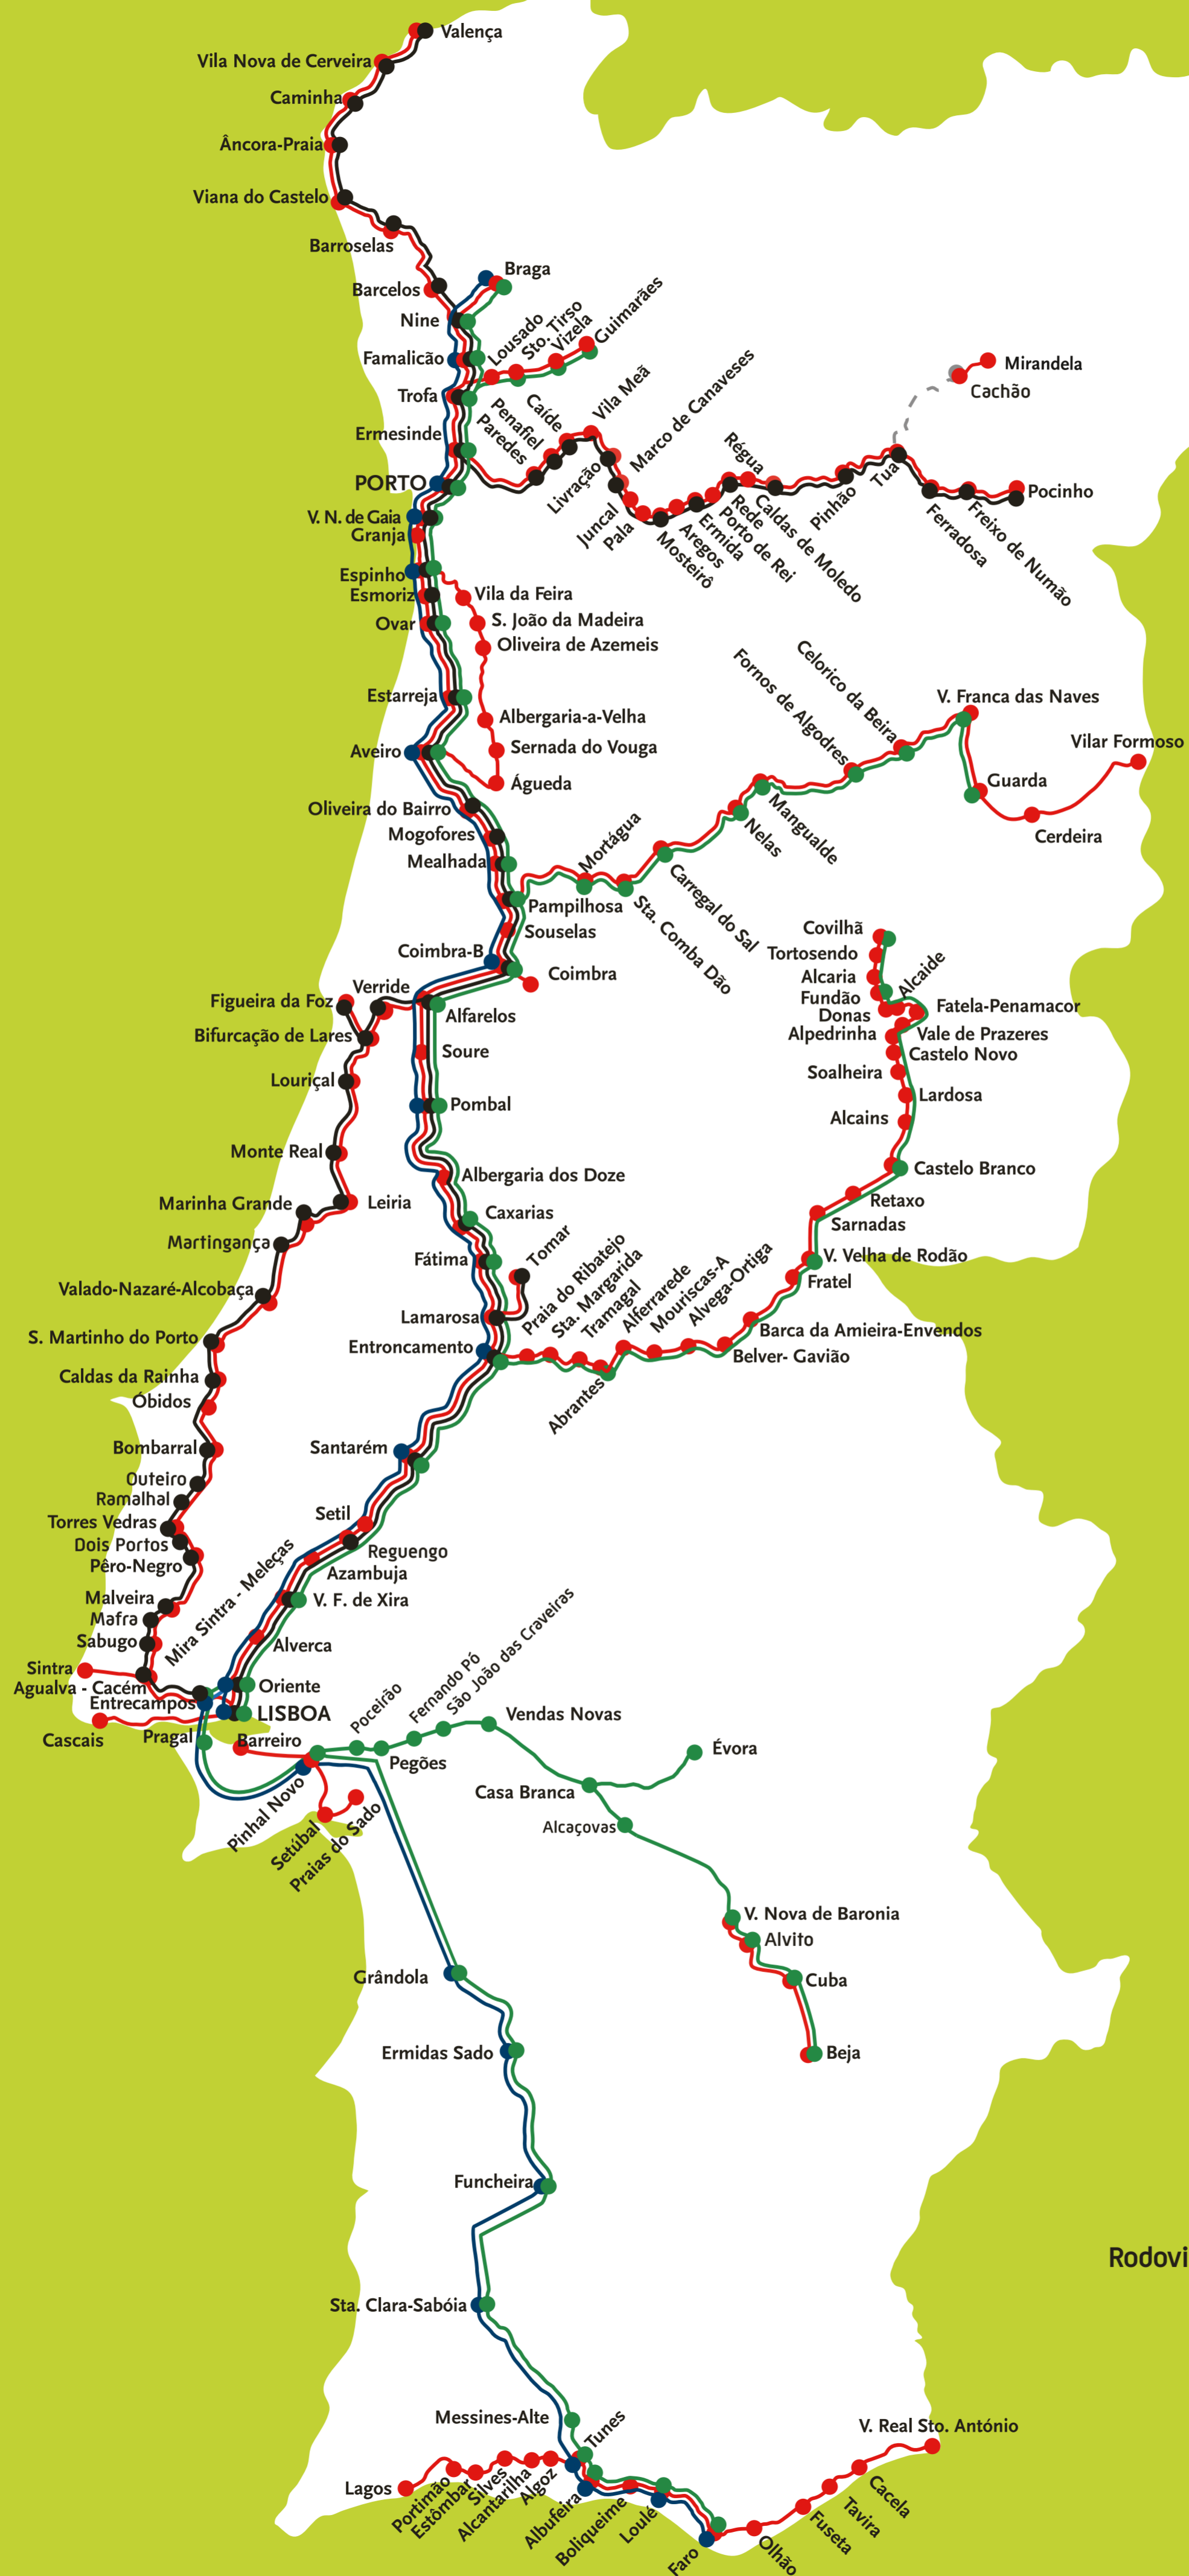 Valença
Vila Nova de Cerveira
Caminha
Âncora-Praia
Viana do Castelo
Barroselas
Braga
Barcelos
Nine
Guimarães
Vizela
Sto. Tirso
Lousado
Famalicão
Mirandela
Cachão
Trofa
Vila Meã
Caíde
Penafiel
Paredes
Marco de Canaveses
Ermesinde
Livração
Régua
Tua
PORTO
Pocinho
Pinhão
V. N. de Gaia
Granja
Juncal
Pala
Mosteirô
Aregos
Ermida
Porto de Rei
Rede
Caldas de Moledo
Ferradosa
Freixo de Numão
Espinho
Esmoriz
Vila da Feira
Ovar
S. João da Madeira
Oliveira de Azemeis
Celorico da Beira
Fornos de Algodres
Estarreja
V. Franca das Naves
Albergaria-a-Velha
Vilar Formoso
Aveiro
Sernada do Vouga
Águeda
Guarda
Oliveira do Bairro
Mangualde
Nelas
Cerdeira
Mogofores
Mortágua
Mealhada
Carregal do Sal
Pampilhosa
Sta. Comba Dão
Souselas
Covilhã
Coimbra-B
Tortosendo
Coimbra
Alcaria
Alcaide
Verride
Fundão
Figueira da Foz
Fatela-Penamacor
Alfarelos
Donas
Bifurcação de Lares
Alpedrinha
Vale de Prazeres
Soure
Castelo Novo
Louriçal
Soalheira
Lardosa
Pombal
Alcains
Monte Real
Castelo Branco
Albergaria dos Doze
Leiria
Retaxo
Marinha Grande
Caxarias
Sarnadas
Martingança
Tomar
Fátima
V. Velha de Rodão
Fratel
Valado-Nazaré-Alcobaça
Praia do Ribatejo
Sta. Margarida
Tramagal
Alferrarede
Mouriscas-A
Alvega-Ortiga
Lamarosa
Barca da Amieira-Envendos
S. Martinho do Porto
Entroncamento
Belver- Gavião
Caldas da Rainha
Abrantes
Óbidos
Bombarral
Santarém
Outeiro
Ramalhal
Setil
Torres Vedras
Dois Portos
Reguengo
Pêro-Negro
Azambuja
Malveira
V. F. de Xira
Mafra
Mira Sintra - Meleças
Sabugo
Alverca
Sintra
Agualva - Cacém
Oriente
Entrecampos
LISBOA
Cascais
Pragal
Barreiro
Poceirão
Fernando Pó
São João das Craveiras
Vendas Novas
Pegões
Évora
Pinhal Novo
Casa Branca
Setúbal
Praias do Sado
Alcaçovas
V. Nova de Baronia
Alvito
Grândola
Cuba
Ermidas Sado
Beja
Funcheira
Rodovi
Sta. Clara-Sabóia
Messines-Alte
Tunes
V. Real Sto. António
Lagos
Portimão
Estômbar
Silves
Alcantarilha
Algoz
Albufeira
Boliqueime
Loulé
Faro
Olhão
Fuseta
Tavira
Cacela